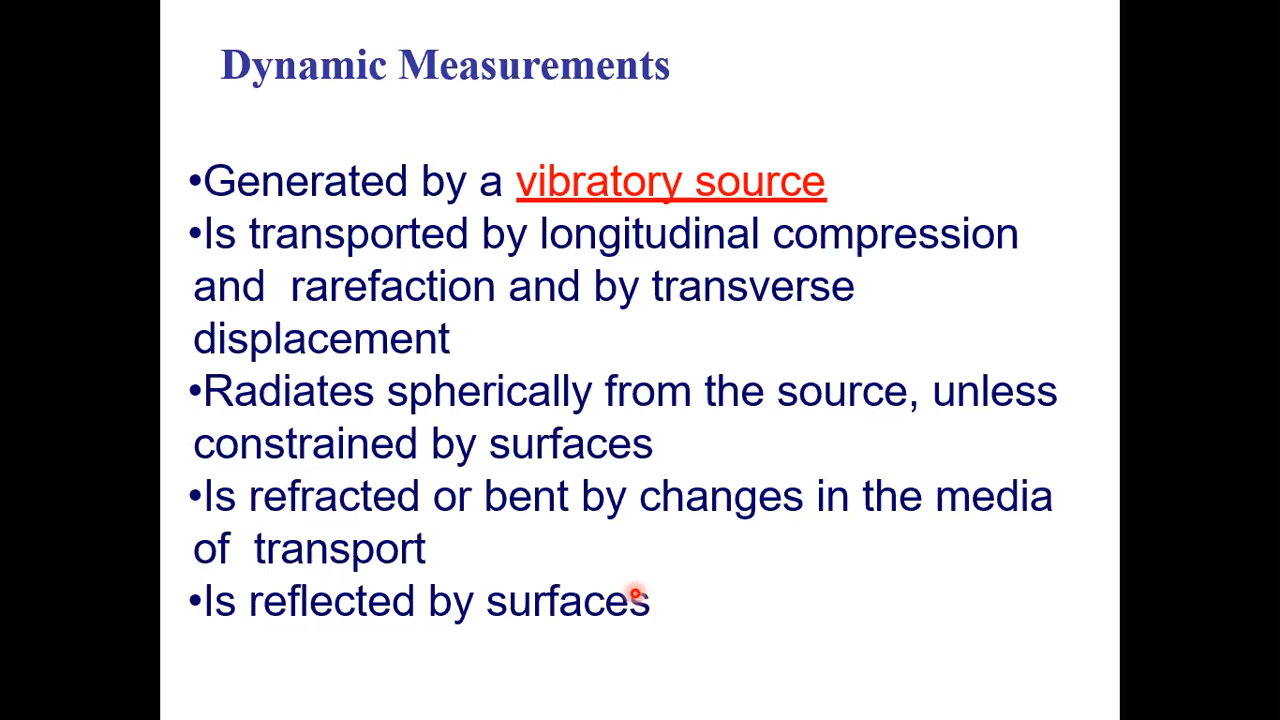 Dynamic Measurements
•Generated by a vibratory source
•Is transported by longitudinal compression
and  rarefaction and by transverse
displacement
•Radiates spherically from the source, unless
constrained by surfaces
•Is refracted or bent by changes in the media
of  transport
•Is reflected by surfaces